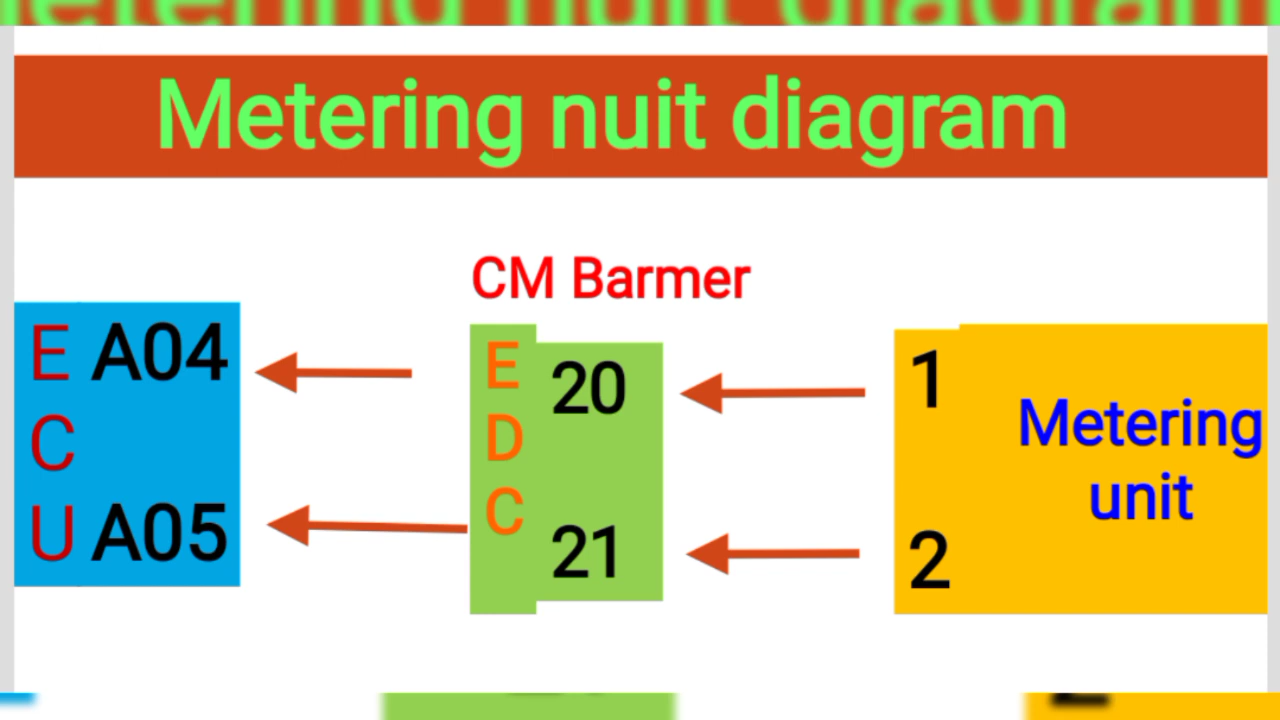 Metering nuit diagram
CM Barmer
E A04
C
U A05
E
D
C
20
21
1
2
Metering
unit